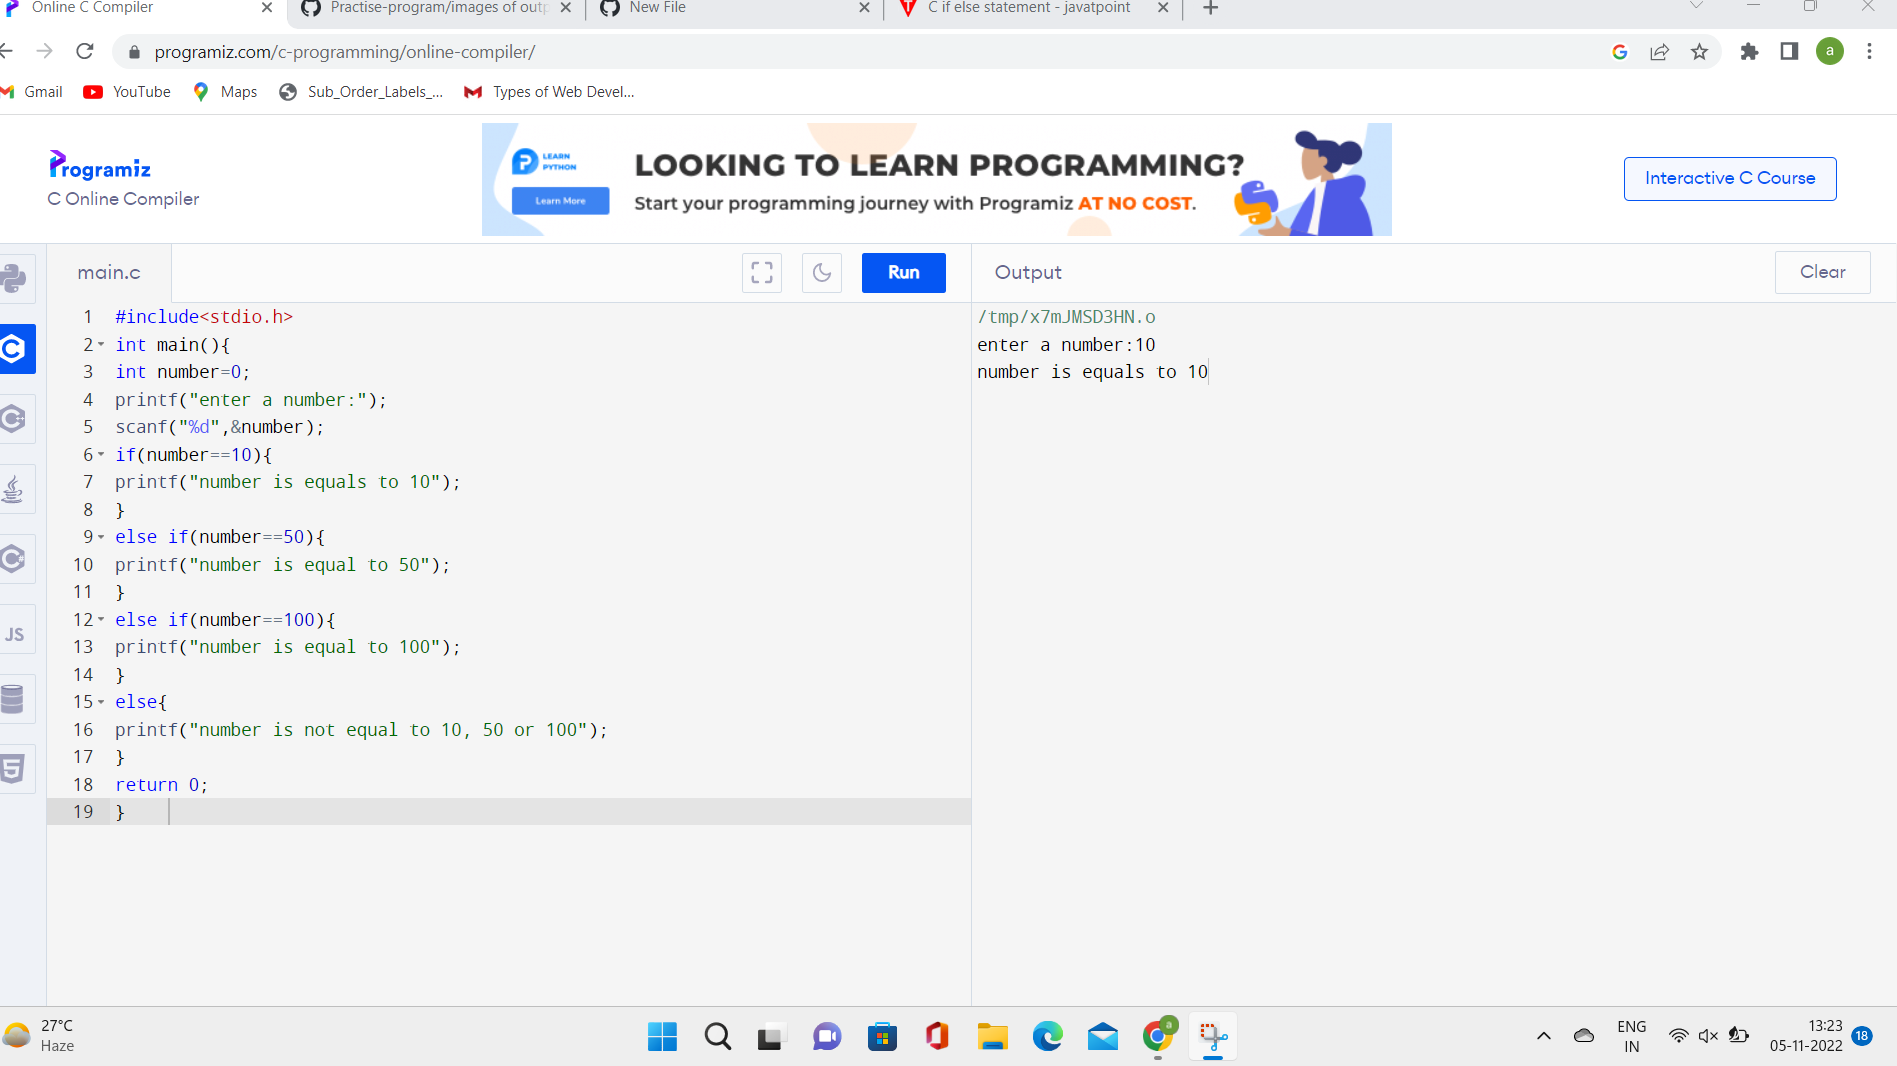 Online C Compiler
Practise-program/images of outp
New File
C if else statement - javatpoint
programiz.com/c-programming/online-compiler/
a
Gmail
YouTube
Maps
Sub_Order_Labels_...
Types of Web Devel...
Programiz
C Online Compiler
LEARN
PYTHON
Learn More
LOOKING TO LEARN PROGRAMMING?
Start your programming journey with Programiz AT NO COST.
Interactive C Course
main.c
Run
Output
Clear
JS
1 #include<stdio.h>
2 int main(){
3 int number=0;
4 printf("enter a number:");
5 scanf("%d",&number);
6 if(number==10){
7 printf("number is equals to 10");
8 }
9 else if(number==50){
10 printf("number is equal to 50");
11 }
12 else if(number==100){
13 printf("number is equal to 100");
14 }
15 else{
16 printf("number is not equal to 10, 50 or 100");
17 }
18 return 0;
19 }
/tmp/x7mJMSD3HN.o
enter a number:10
number is equals to 10
27°C
Haze
a
ENG
IN
13:23
05-11-2022
18